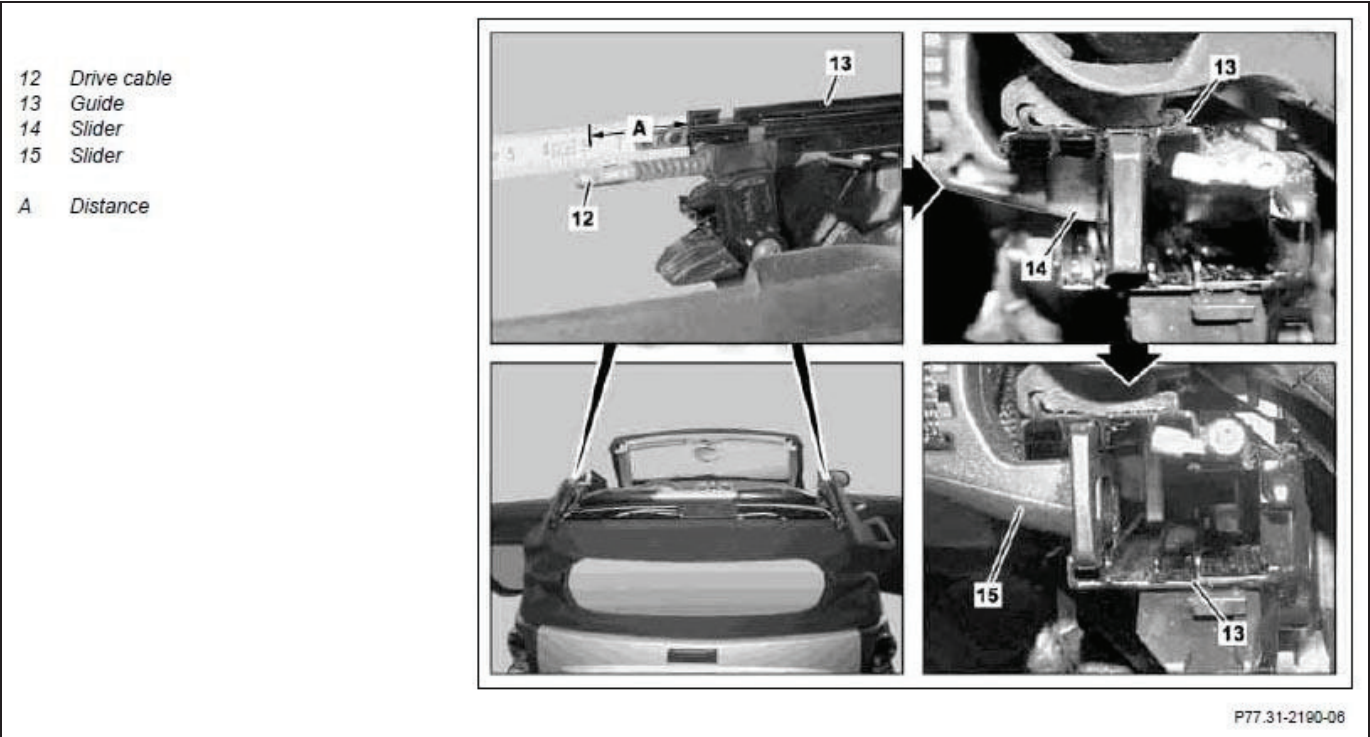 12 Drive cable
13 Guide
14 Slider
15 Slider
A Distance
13
A
12
13
14
15
13
P77.31-2190-06